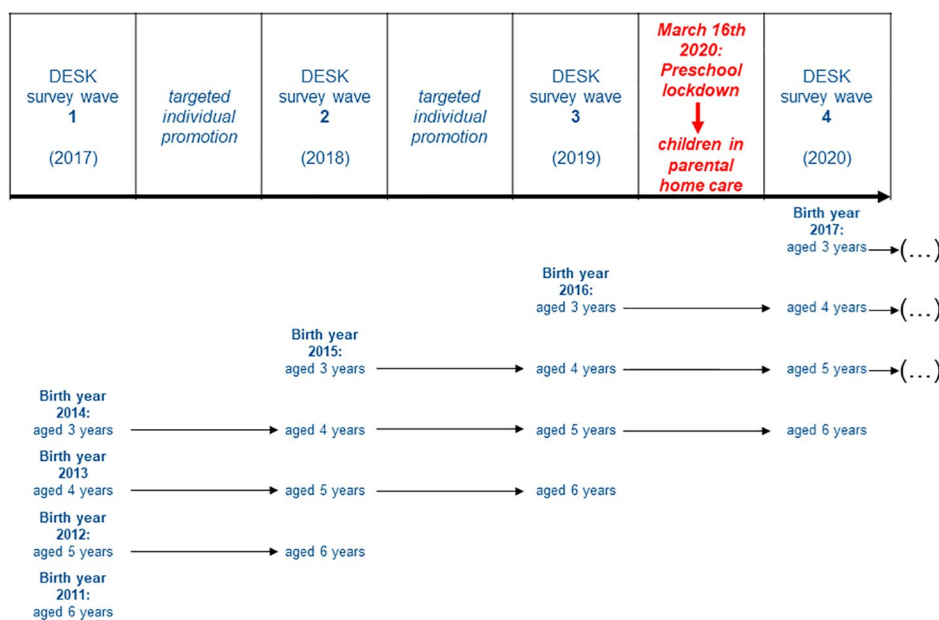 DESK
survey wave
1
(2017)
targeted
individual
promotion
DESK
survey wave
2
(2018)
targeted
individual
promotion
DESK
survey wave
3
(2019)
March 16th
2020:
Preschool
lockdown
children in
parental
home care
DESK
survey wave
4
(2020)
Birth year
2017:
aged 3 years
(...)
Birth year
2016:
aged 3 years
aged 4 years
(...)
Birth year
2015:
aged 3 years
aged 4 years
aged 5 years
(...)
Birth year
2014:
aged 3 years
aged 4 years
aged 5 years
aged 6 years
Birth year
2013
aged 4 years
aged 5 years
aged 6 years
Birth year
2012:
aged 5 years
aged 6 years
Birth year
2011:
aged 6 years